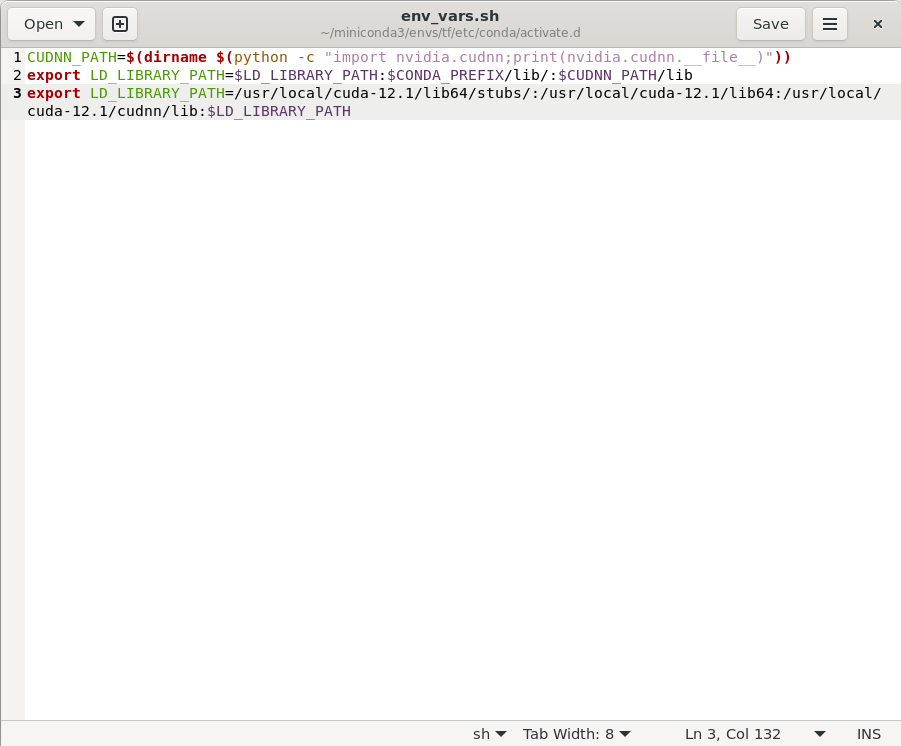 Open
env_vars.sh
~/miniconda3/envs/tf/etc/conda/activate.d
Save
1 CUDNN_PATH=$(dirname $(python -c "import nvidia.cudnn;print(nvidia.cudnn.__file__)"))
2 export LD_LIBRARY_PATH=$LD_LIBRARY_PATH:$CONDA_PREFIX/lib/:$CUDNN_PATH/lib
3 export LD_LIBRARY_PATH=/usr/local/cuda-12.1/lib64/stubs/:/usr/local/cuda-12.1/lib64:/usr/local/
cuda-12.1/cudnn/lib:$LD_LIBRARY_PATH
sh Tab Width: 8 Ln 3, Col 132 INS